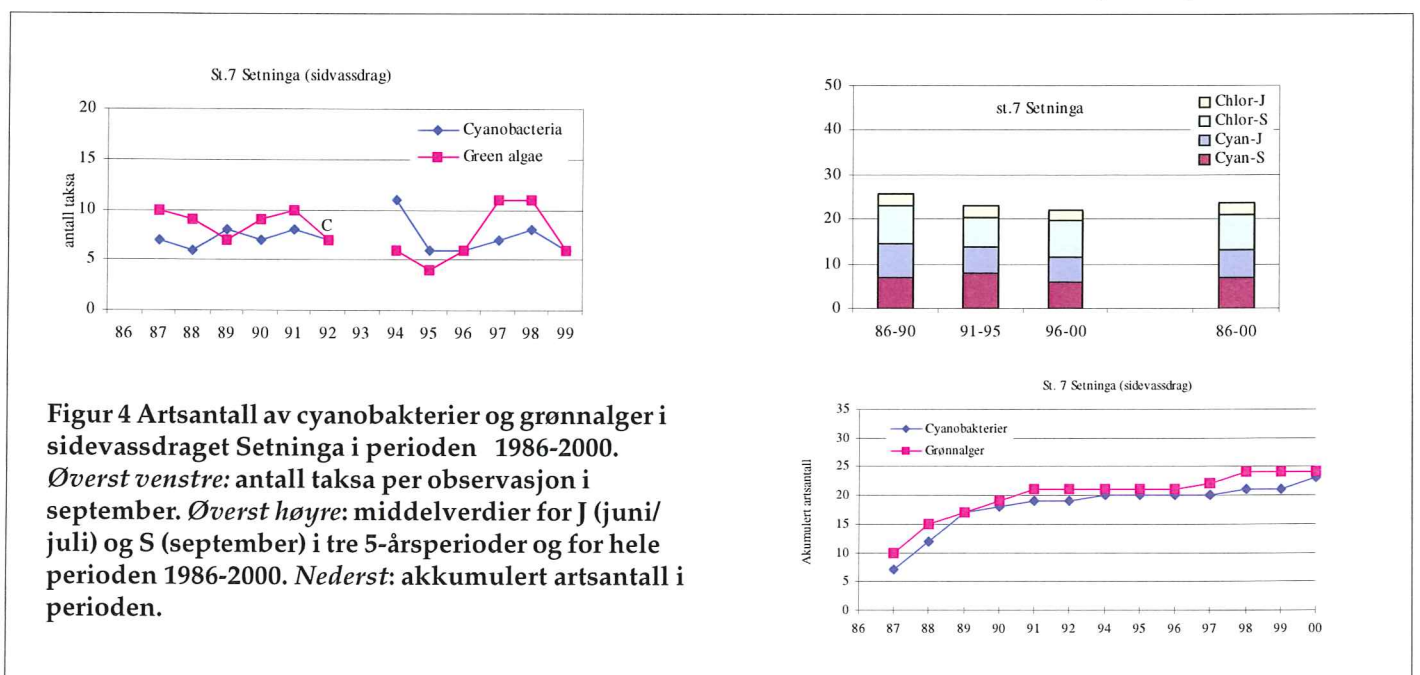 St.7 Setninga (sidvassdrag)
antall taksa
20
15
10
5
0
Cyanobacteria
Green algae
C
86 87 88 89 90 91 92 93 94 95 96 97 98 99
50
40
30
20
10
0
st.7 Setninga
Chlor-J
Chlor-S
Cyan-J
Cyan-S
86-90 91-95 96-00 86-00
Figur 4 Artsantall av cyanobakterier og grønnalger i
sidevassdraget Setninga i perioden 1986-2000.
Øverst venstre: antall taksa per observasjon i
september. Øverst høyre: middelverdier for J (juni/
juli) og S (september) i tre 5-årsperioder og for hele
perioden 1986-2000. Nederst: akkumulert artsantall i
perioden.
St. 7 Setninga (sidevassdrag)
Akumulert artsantall
35
30
25
20
15
10
5
0
Cyanobakterier
Grønnalger
86 87 88 89 90 91 92 94 95 96 97 98 99 00